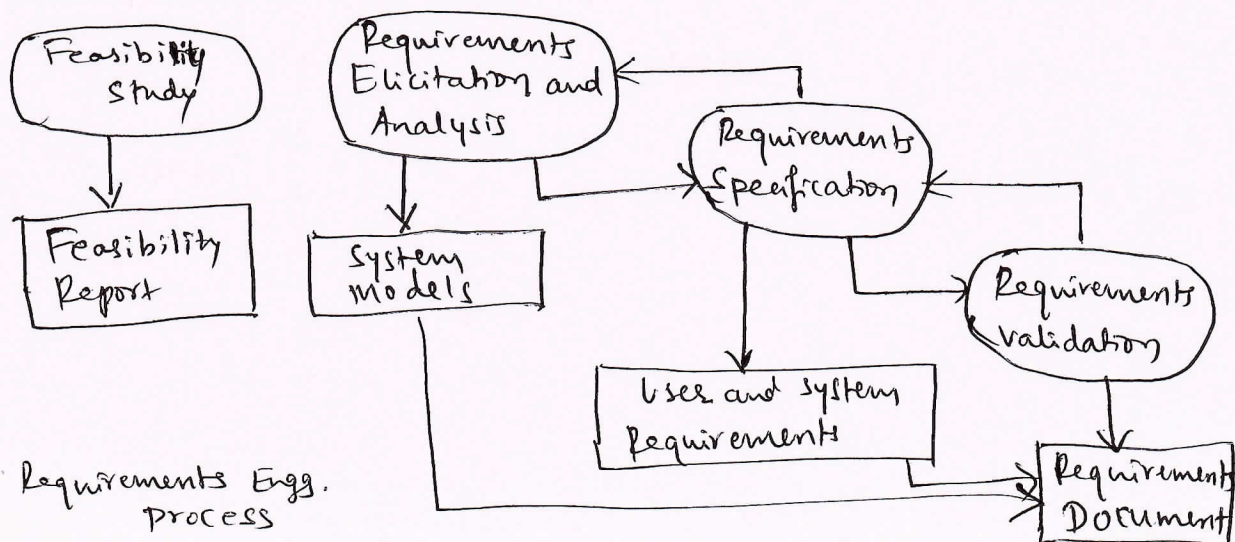 Feasibility
Study
Requirements
Elicitation and
Analysis
Requirements
Specification
Feasibility
Report
System
models
Requirements
validation
User and system
Requirements
Requirements Engg.
process
Requirement
Document